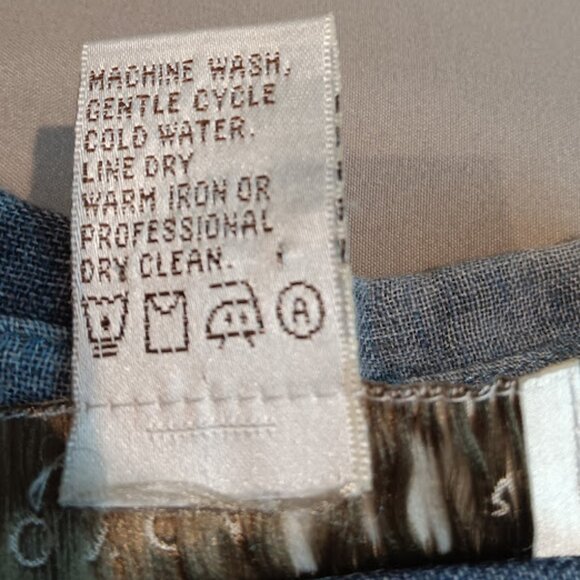 MACHINE WASH,
GENTLE CYCLE
COLD WATER.
LINE DRY
WARM IRON OR
PROFESSIONAL
DRY CLEAN.
A
S